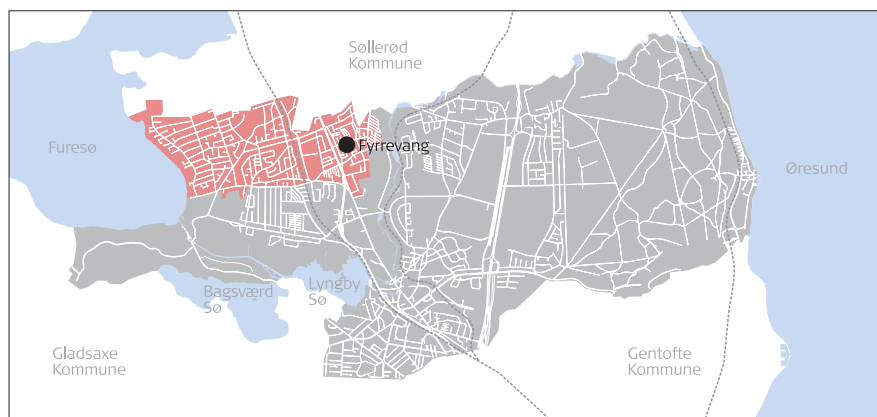 Søllerød
Kommune
Fyrrevang
Furesø
Øresund
Bagsværd
Sø
Lyngby
Sø
Gladsaxe
Kommune
Gentofte
Kommune